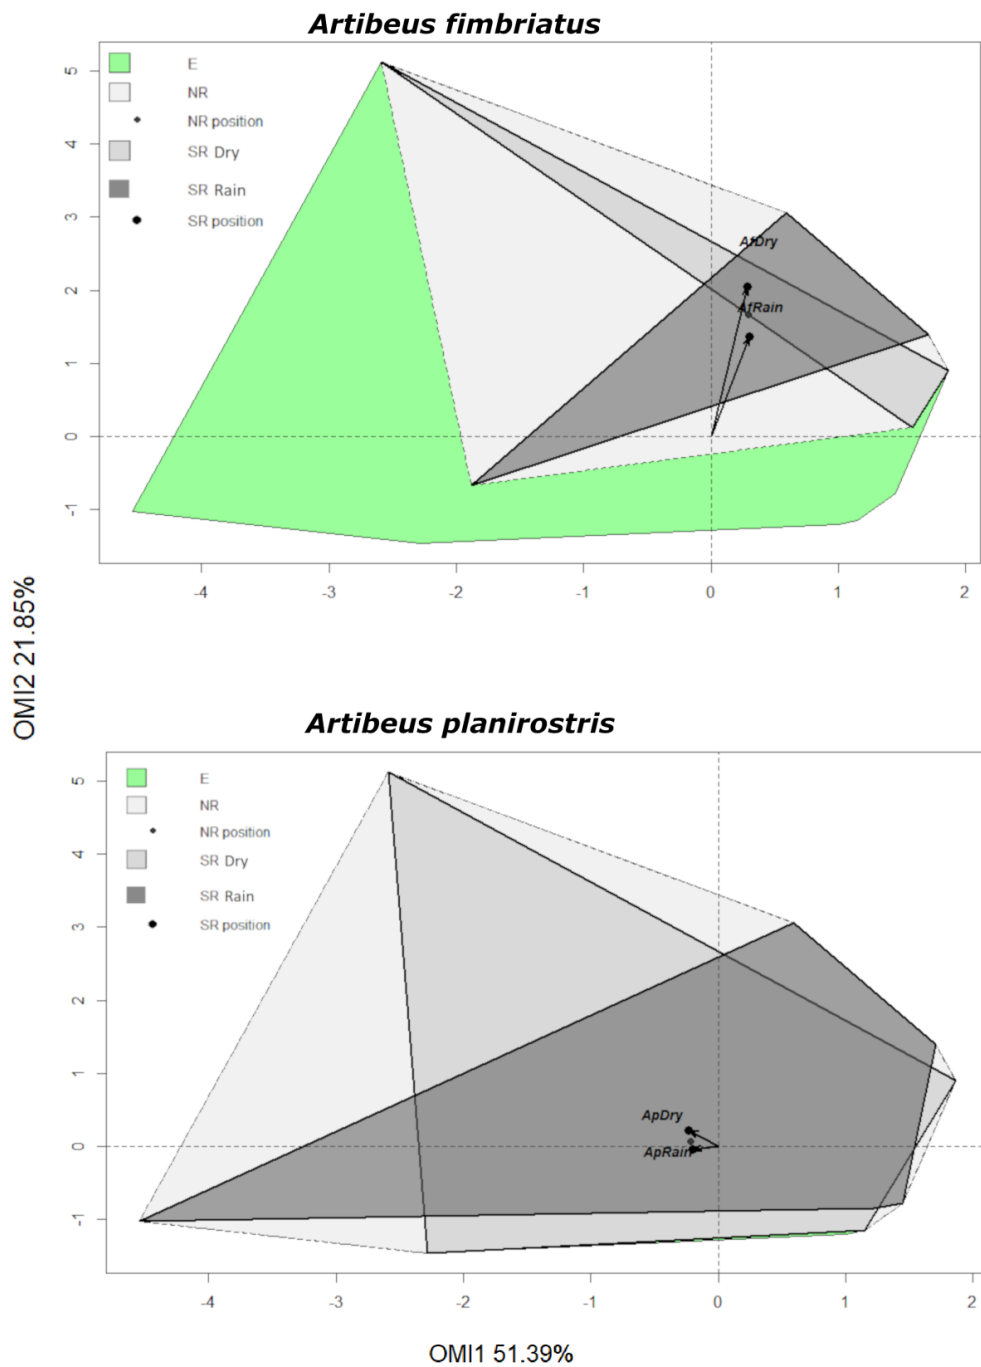 Artibeus fimbriatus
E
NR
NR position
SR Dry
SR Rain
SR position
AfDry
AfRain
5
4
3
2
1
0
-1
-4
-3
-2
-1
0
1
2
OMI2 21.85%
Artibeus planirostris
E
NR
NR position
SR Dry
SR Rain
SR position
ApDry
ApRain
5
4
3
2
1
0
-1
-4
-3
-2
-1
0
1
2
OMI1 51.39%